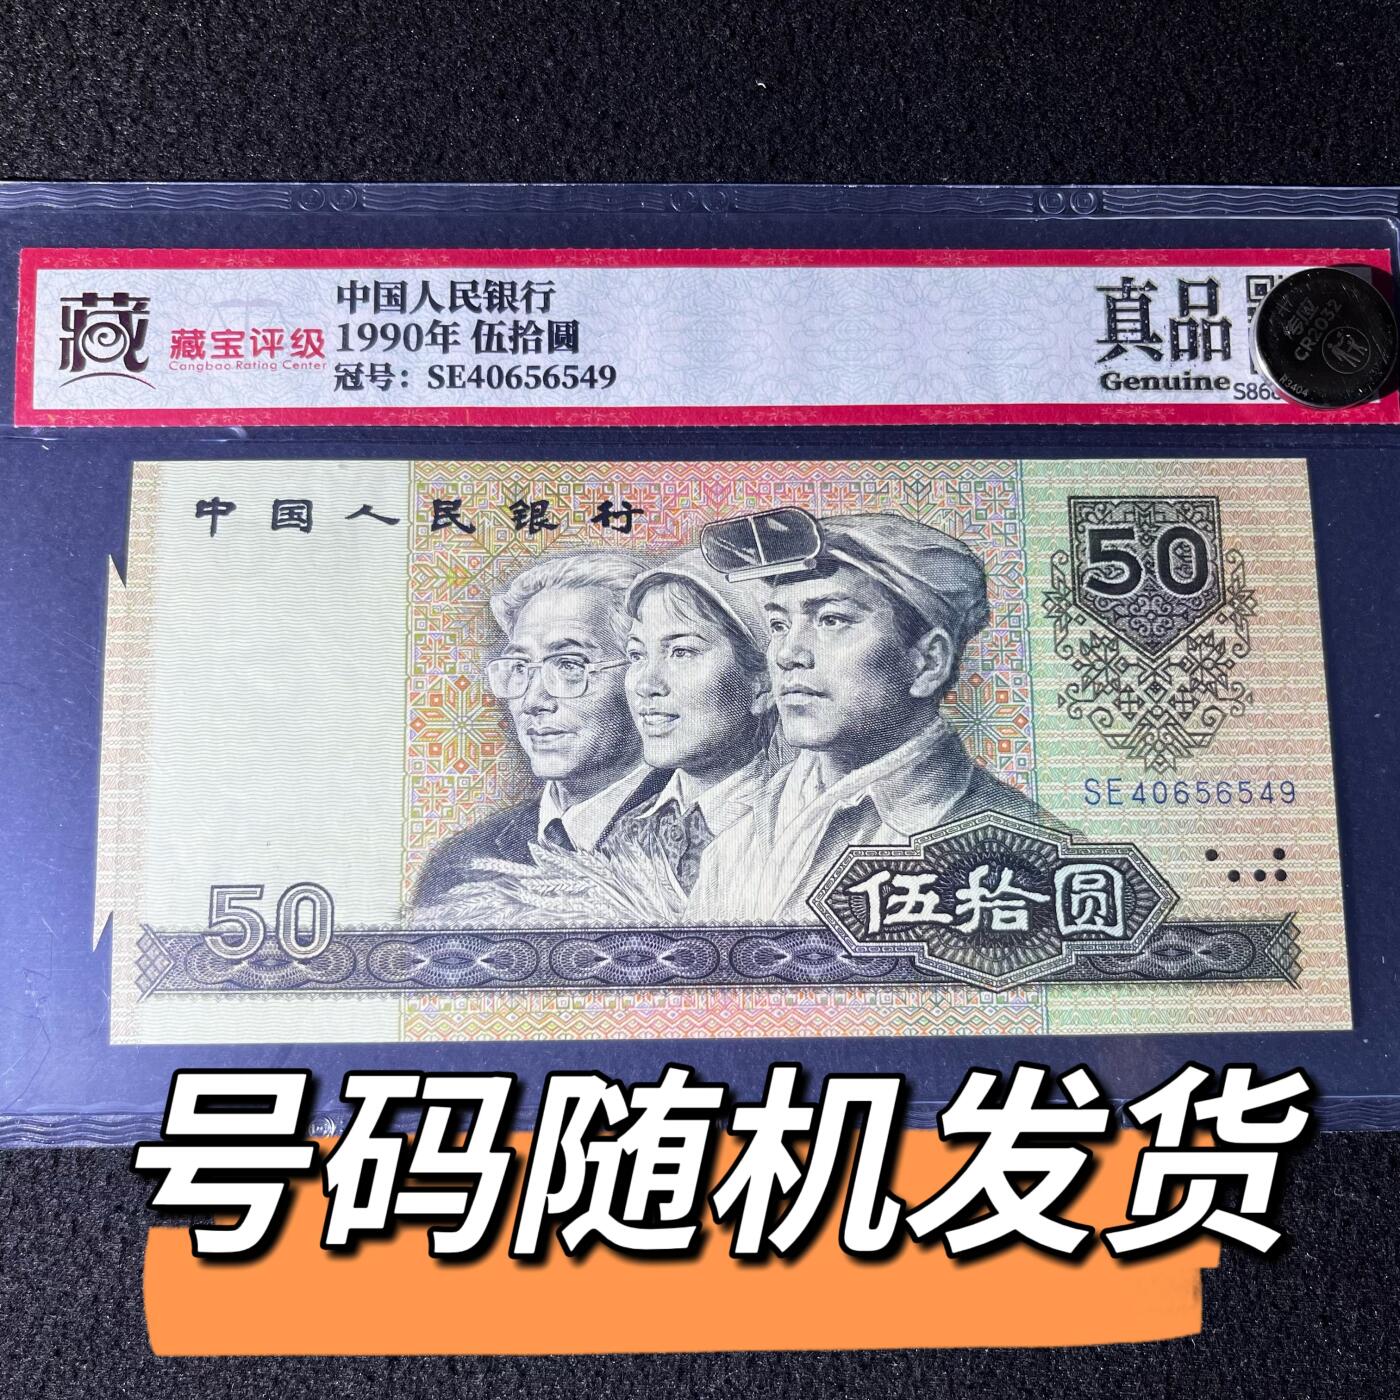 中国人民银行
1990年 伍拾圆
冠号：SE40656549
藏
藏宝评级
Cangbao Rating Center
真品
Genuine
CR2032
中国人民银行
50
SE40656549
50
伍拾圆
号码随机发货